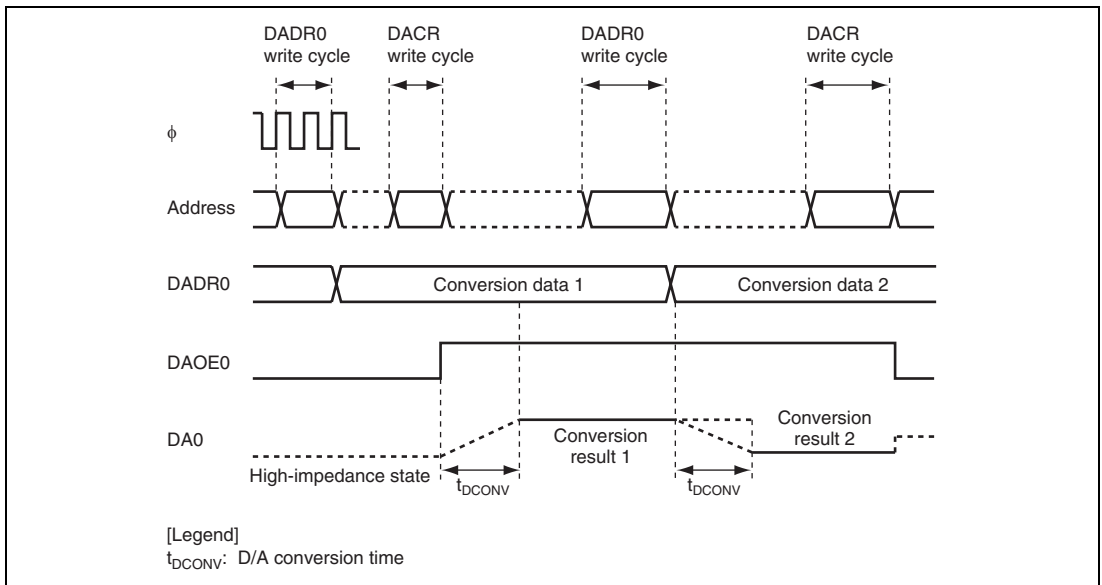 DADR0
write cycle
DACR
write cycle
DADR0
write cycle
DACR
write cycle
ϕ
Address
DADR0
Conversion data 1
Conversion data 2
DAOE0
DA0
Conversion
result 1
Conversion
result 2
High-impedance state
tDCONV
tDCONV
[Legend]
tDCONV: D/A conversion time